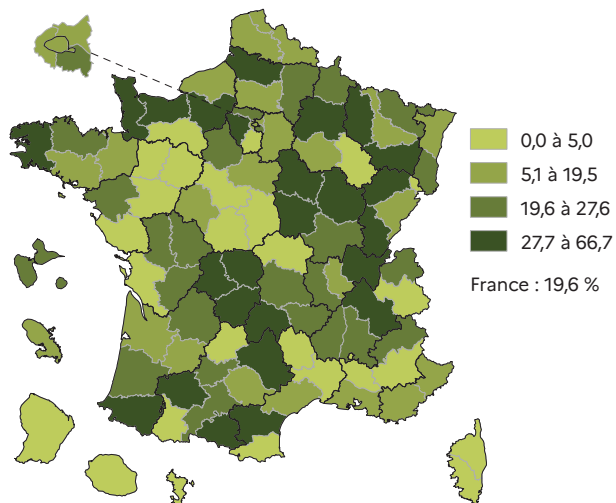 0,0 à 5,0
5,1 à 19,5
19,6 à 27,6
27,7 à 66,7
France : 19,6 %